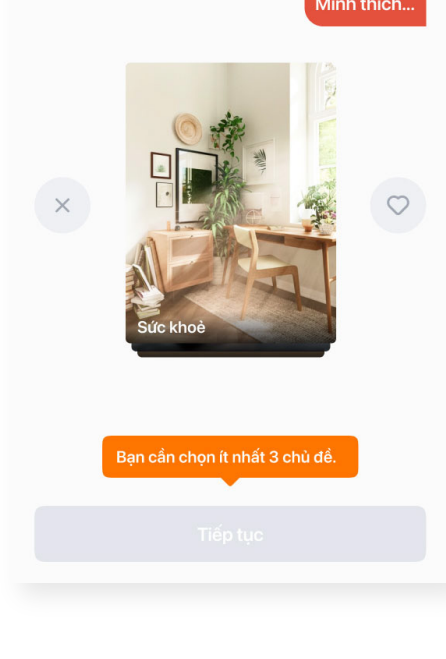 Mình thích...
Sức khoẻ
Bạn cần chọn ít nhất 3 chủ đề.
Tiếp tục